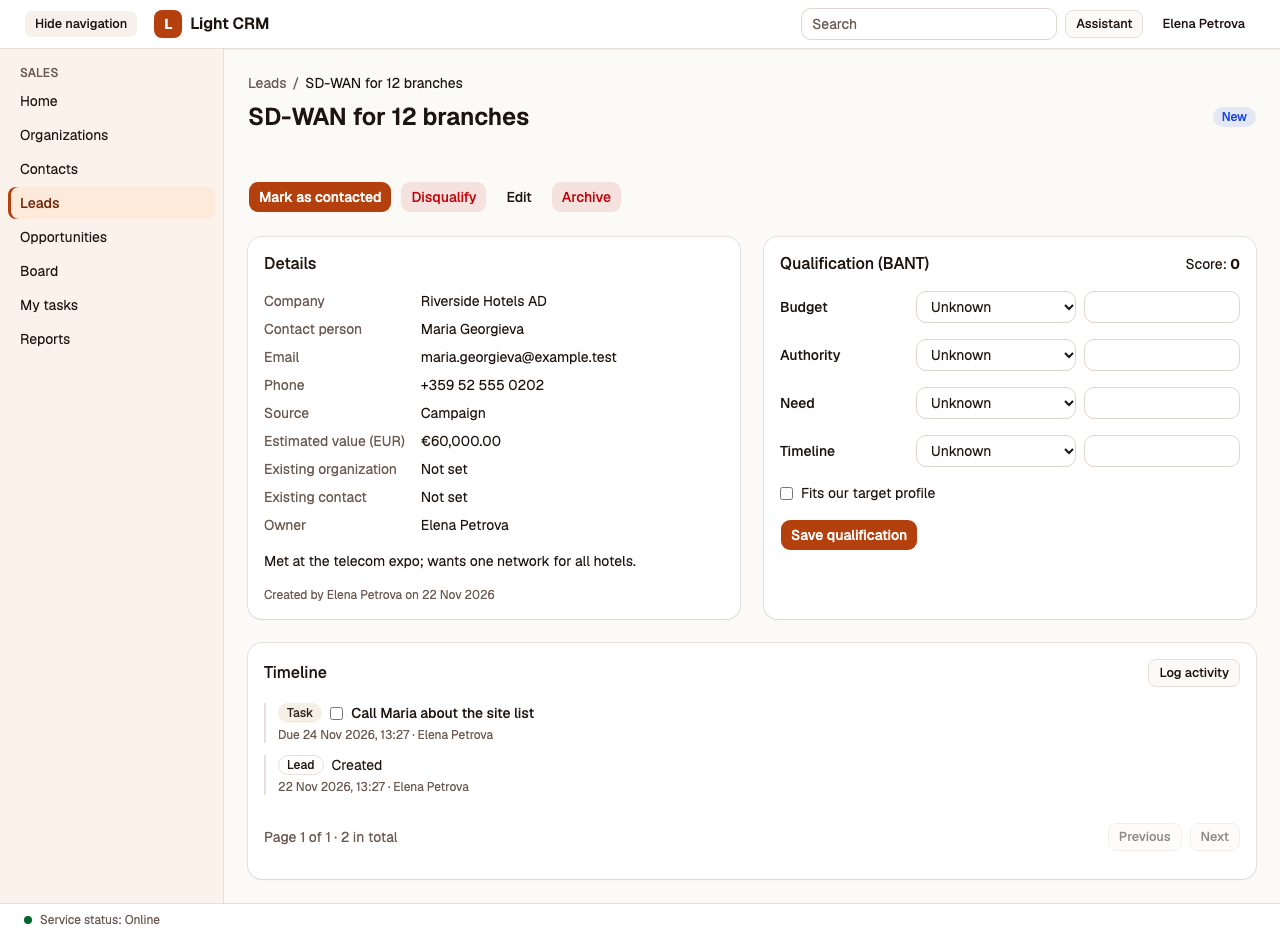 Hide navigation
L
Light CRM
Search
Assistant
Elena Petrova
SALES
Home
Organizations
Contacts
Leads
Opportunities
Board
My tasks
Reports
Leads / SD-WAN for 12 branches
SD-WAN for 12 branches
New
Mark as contacted
Disqualify
Edit
Archive
Details
Company Riverside Hotels AD
Contact person Maria Georgieva
Email maria.georgieva@example.test
Phone +359 52 555 0202
Source Campaign
Estimated value (EUR) €60,000.00
Existing organization Not set
Existing contact Not set
Owner Elena Petrova
Met at the telecom expo; wants one network for all hotels.
Created by Elena Petrova on 22 Nov 2026
Qualification (BANT)
Score: 0
Budget Unknown
Authority Unknown
Need Unknown
Timeline Unknown
Fits our target profile
Save qualification
Timeline
Log activity
Task Call Maria about the site list
Due 24 Nov 2026, 13:27 · Elena Petrova
Lead Created
22 Nov 2026, 13:27 · Elena Petrova
Page 1 of 1 · 2 in total
Previous
Next
Service status: Online